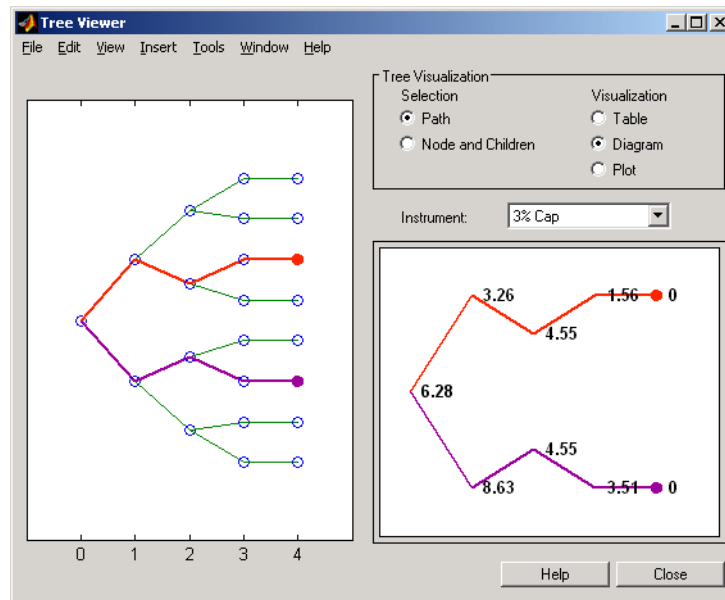 Tree Viewer
File Edit View Insert Tools Window Help
Tree Visualization
Selection Visualization
Path Table
Node and Children Diagram
Plot
Instrument: 3% Cap
3.26 1.56 0
4.55
6.28
4.55
8.63 3.51 0
0 1 2 3 4
Help Close